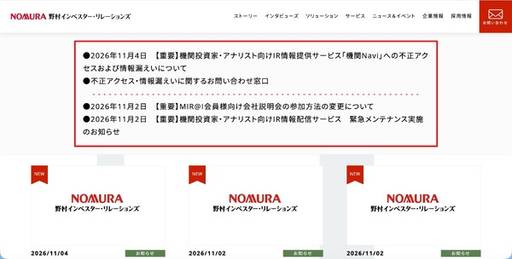 NOMURA 野村インベスター・リレーションズ
ストーリー インタビューズ ソリューション サービス ニュース&イベント 企業情報 採用情報
お問い合わせ
●2026年11月4日 【重要】機関投資家・アナリスト向けIR情報提供サービス「機関Navi」への不正アク
セスおよび情報漏えいについて
●不正アクセス・情報漏えいに関するお問い合わせ窓口
●2026年11月2日 【重要】MIR@I会員様向け会社説明会の参加方法の変更について
●2026年11月2日 【重要】機関投資家・アナリスト向けIR情報配信サービス 緊急メンテナンス実施
のお知らせ
NEW NEW NEW
NOMURA NOMURA NOMURA
野村インベスター・リレーションズ 野村インベスター・リレーションズ 野村インベスター・リレーションズ
2026/11/04 お知らせ 2026/11/02 お知らせ 2026/11/02 お知らせ